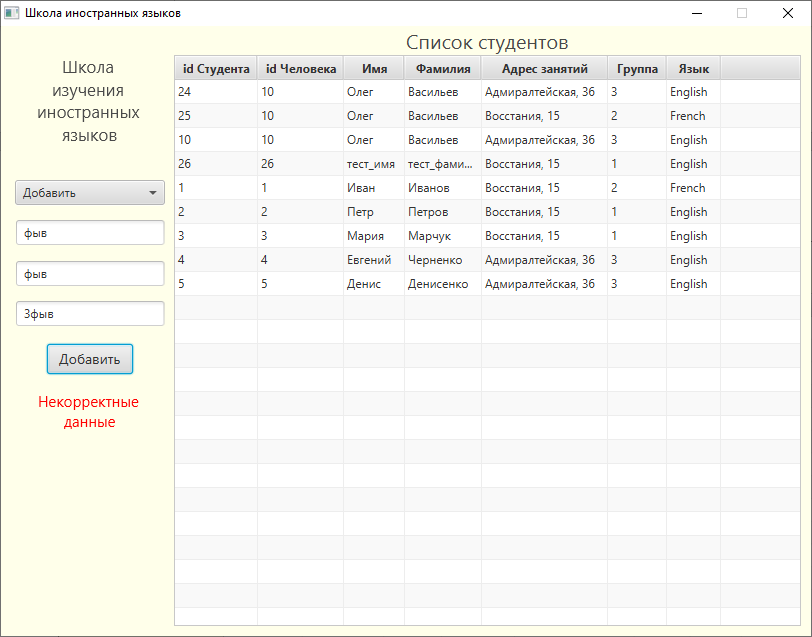 Школа иностранных языков
Школа
изучения
иностранных
языков
Добавить
фыв
фыв
3фыв
Добавить
Некорректные
данные
Список студентов
id Студента id Человека Имя Фамилия Адрес занятий Группа Язык
24 10 Олег Васильев Адмиралтейская, 36 3 English
25 10 Олег Васильев Восстания, 15 2 French
10 10 Олег Васильев Адмиралтейская, 36 3 English
26 26 тест_имя тест_фами... Восстания, 15 1 English
1 1 Иван Иванов Восстания, 15 2 French
2 2 Петр Петров Восстания, 15 1 English
3 3 Мария Марчук Восстания, 15 1 English
4 4 Евгений Черненко Адмиралтейская, 36 3 English
5 5 Денис Денисенко Адмиралтейская, 36 3 English